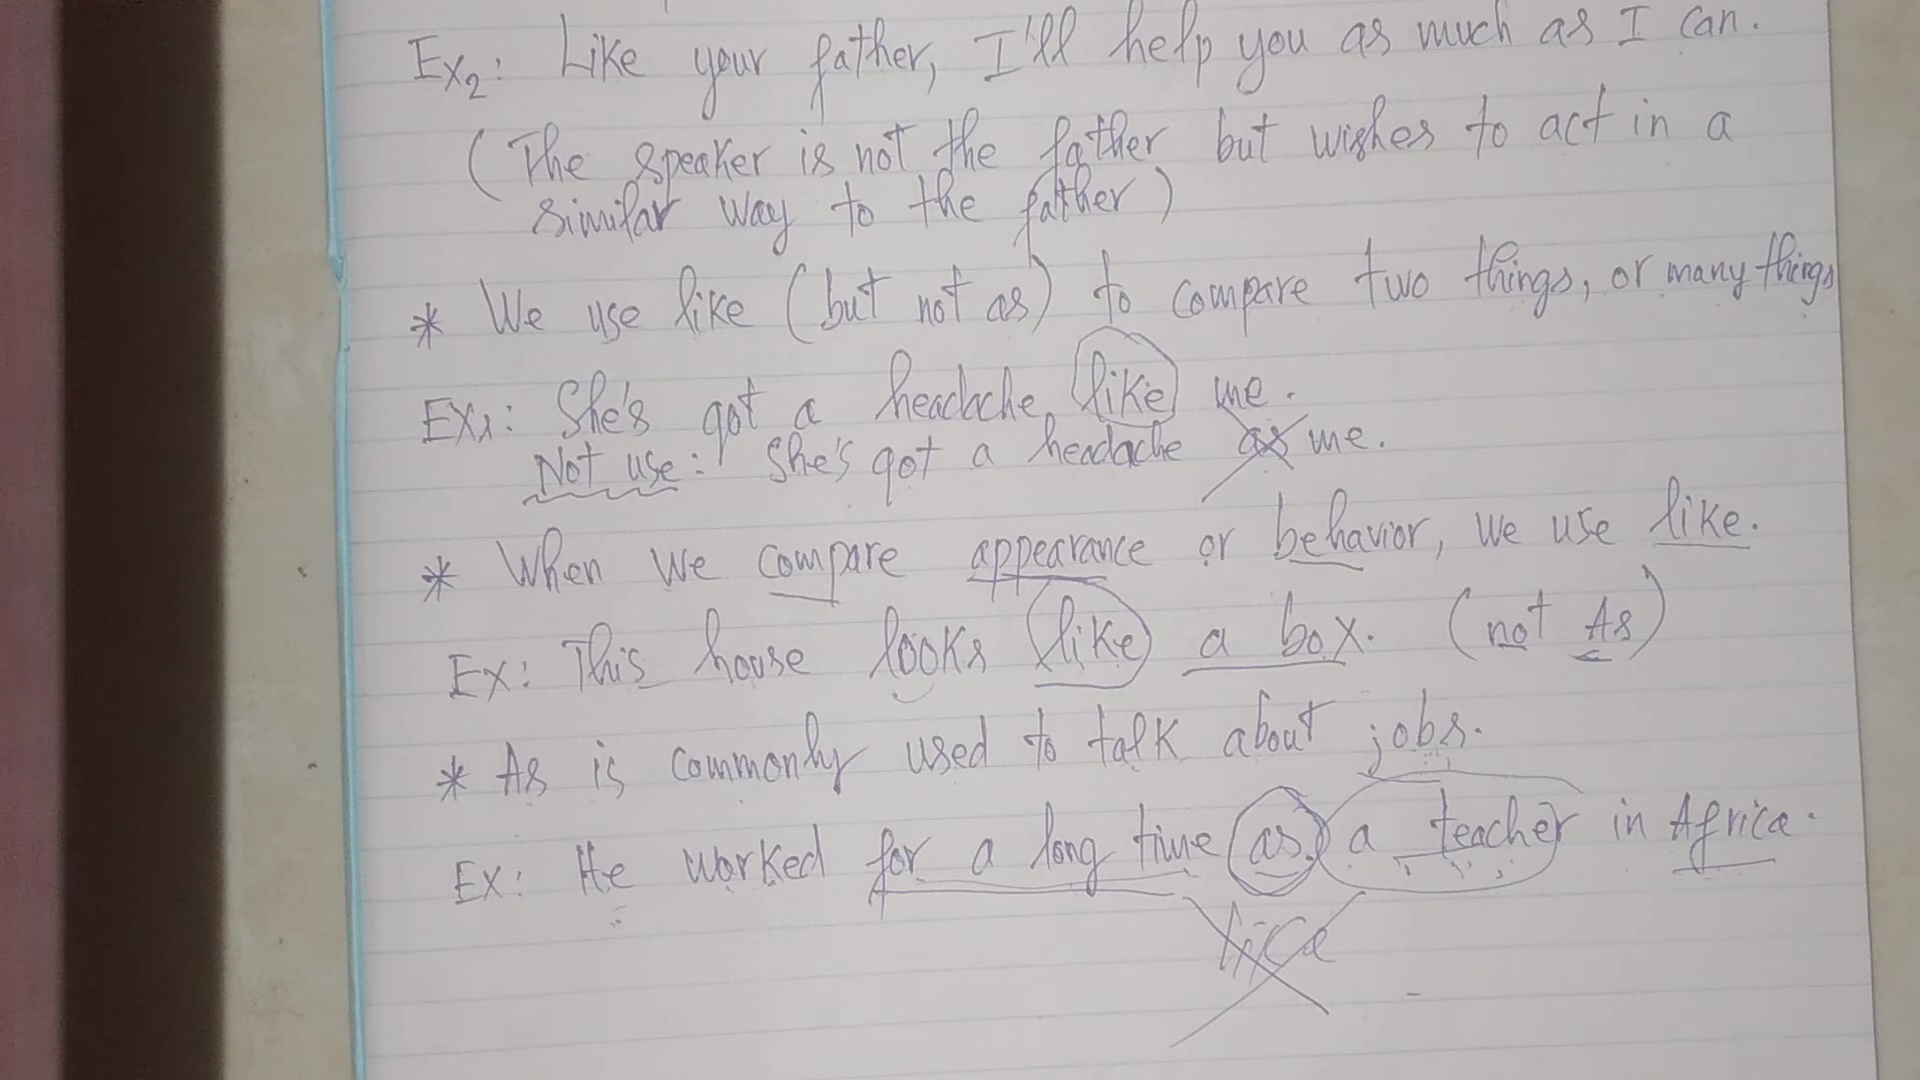 Ex2: Like your father, I'll help you as much as I can.
(The speaker is not the father but wishes to act in a
similar way to the father)
* We use like (but not as) to compare two things, or many things
Ex1: She's got a headache, like me.
Not use: She's got a headache as me.
* When we compare appearance or behavior, we use like.
Ex: This house looks like a box. (not As)
* As is commonly used to talk about jobs.
Ex: He worked for a long time as a teacher in Africa.
like